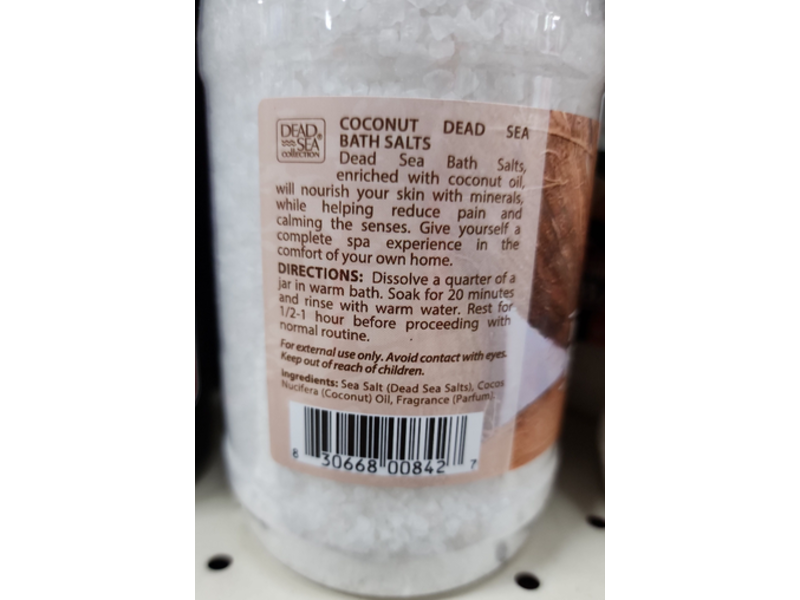 DEAD
SEA®
COLLECTION
COCONUT DEAD SEA
BATH SALTS
Dead Sea Bath Salts,
enriched with coconut oil,
will nourish your skin with minerals,
while helping reduce pain and
calming the senses. Give yourself a
complete spa experience in the
comfort of your own home.
DIRECTIONS: Dissolve a quarter of a
jar in warm bath. Soak for 20 minutes
and rinse with warm water. Rest for
1/2-1 hour before proceeding with
normal routine.
For external use only. Avoid contact with eyes.
Keep out of reach of children.
Ingredients: Sea Salt (Dead Sea Salts), Cocos
Nucifera (Coconut) Oil, Fragrance (Parfum).
8 30668 00842 7